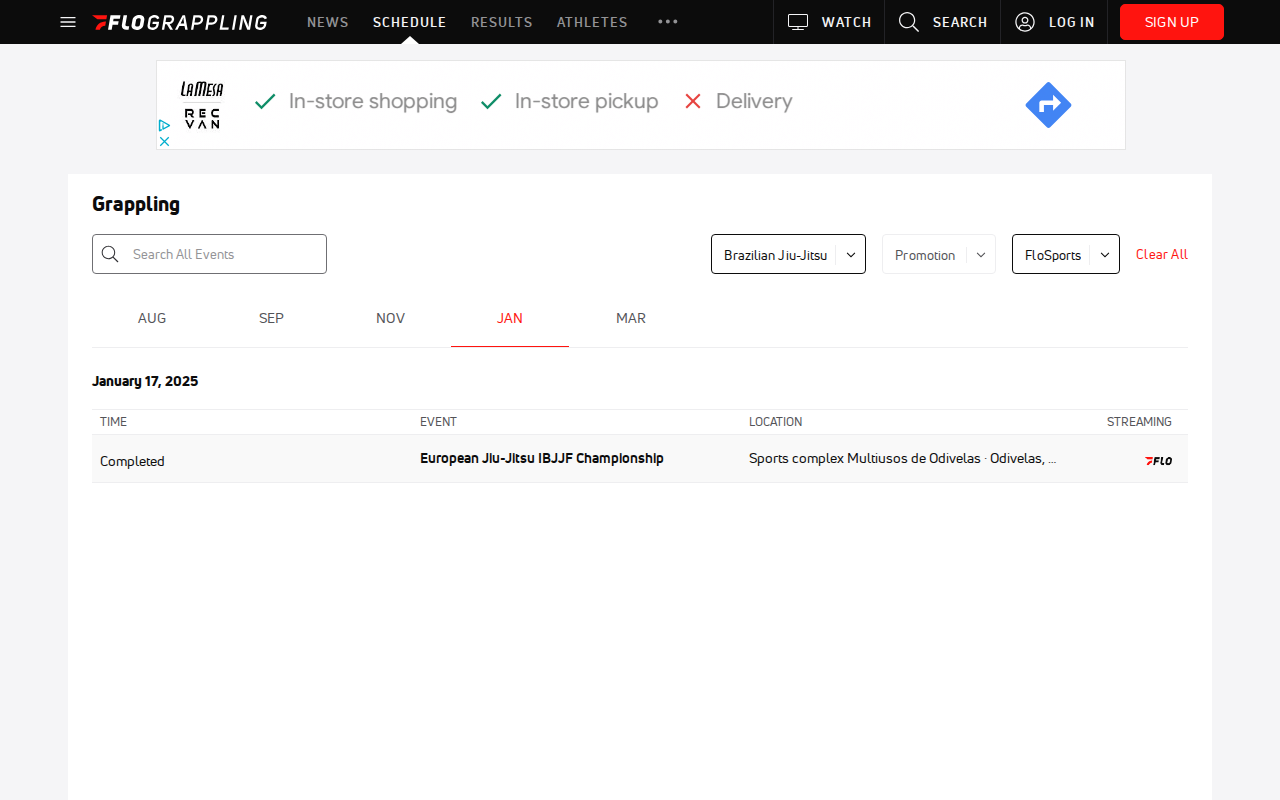 FLOGRAPPLING NEWS SCHEDULE RESULTS ATHLETES WATCH SEARCH LOG IN SIGN UP
LA MESA
REC
VAN
In-store shopping In-store pickup Delivery
Grappling
Search All Events Brazilian Jiu-Jitsu Promotion FloSports Clear All
AUG SEP NOV JAN MAR
January 17, 2025
TIME EVENT LOCATION STREAMING
Completed European Jiu-Jitsu IBJJF Championship Sports complex Multiusos de Odivelas · Odivelas, ... FLO